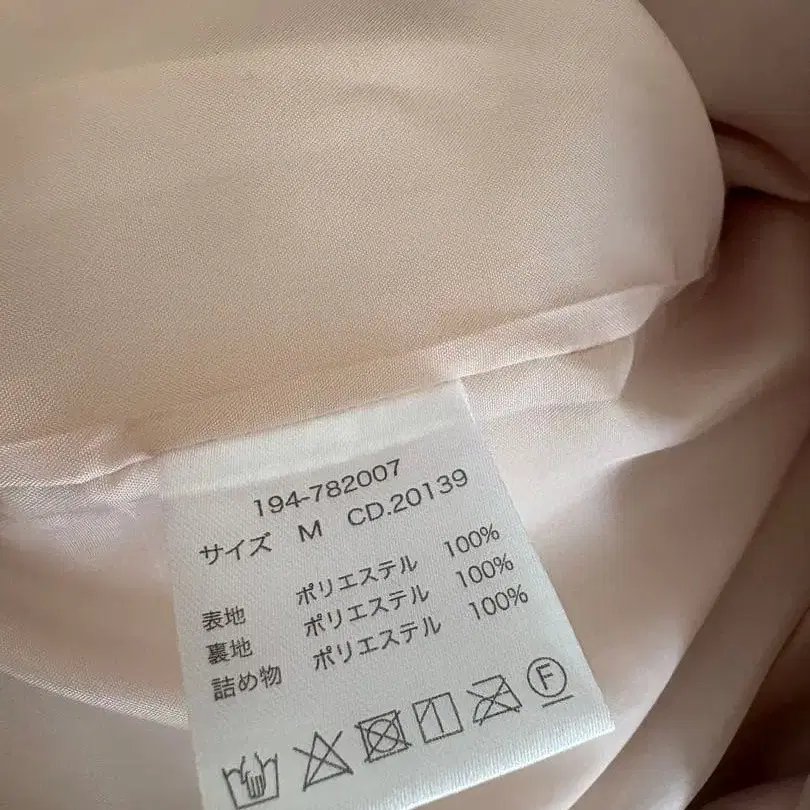 194-782007
サイズ M CD.20139
表地 ポリエステル 100%
裏地 ポリエステル 100%
詰め物 ポリエステル 100%
F